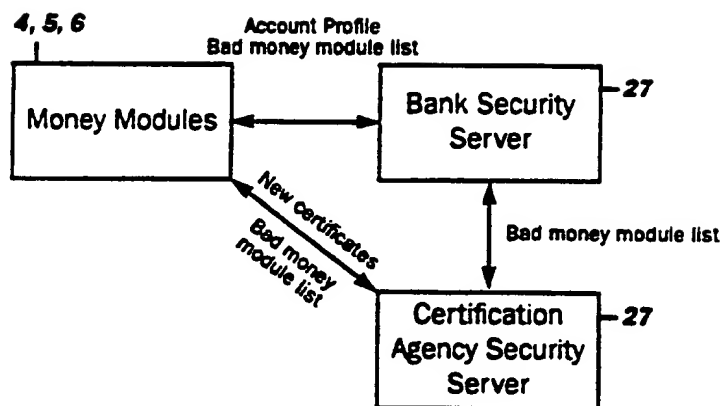 4, 5, 6
Account Profile
Bad money module list
Money Modules
Bank Security
Server
27
New certificates
Bad money
module list
Bad money module list
Certification
Agency Security
Server
27